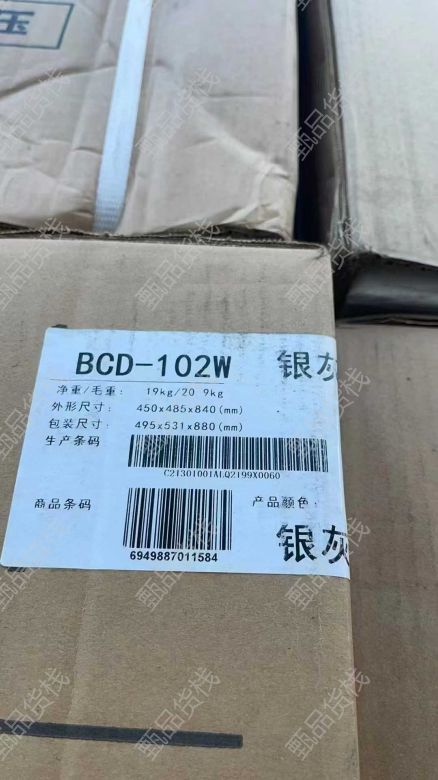 压
BCD-102W 银灰
净重/毛重: 19kg/20 9kg
外形尺寸: 450x485x840(mm)
包装尺寸: 495x531x880(mm)
生产条码
C21301001ALQ2199X0060
商品条码
产品颜色:
6949887011584
银灰
甄品货栈